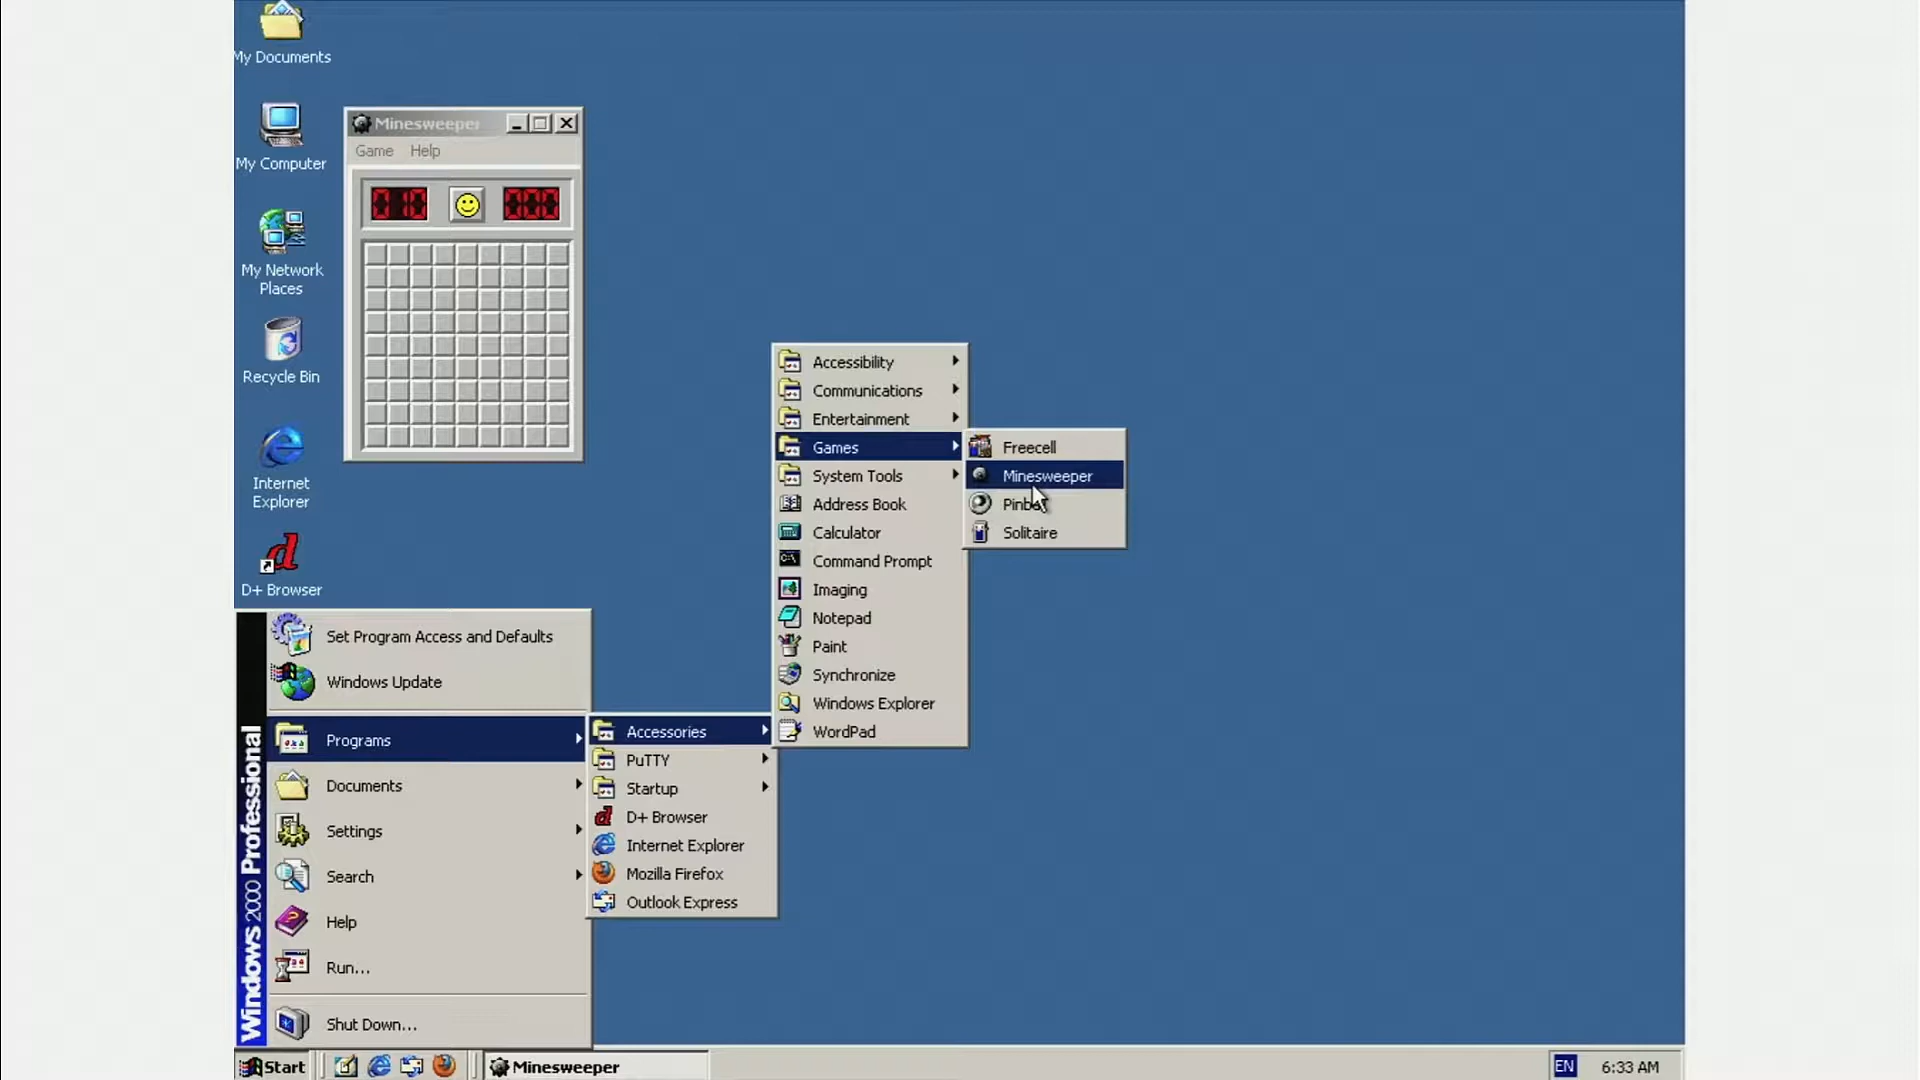 My Documents
My Computer
My Network
Places
Recycle Bin
Internet
Explorer
D+ Browser
Minesweeper
Game Help
010 000
Accessibility
Communications
Entertainment
Games
System Tools
Address Book
Calculator
Command Prompt
Imaging
Notepad
Paint
Synchronize
Windows Explorer
WordPad
Freecell
Minesweeper
Pinball
Solitaire
Windows 2000 Professional
Set Program Access and Defaults
Windows Update
Programs
Documents
Settings
Search
Help
Run...
Shut Down...
Accessories
PuTTY
Startup
D+ Browser
Internet Explorer
Mozilla Firefox
Outlook Express
Start
Minesweeper
EN
6:33 AM